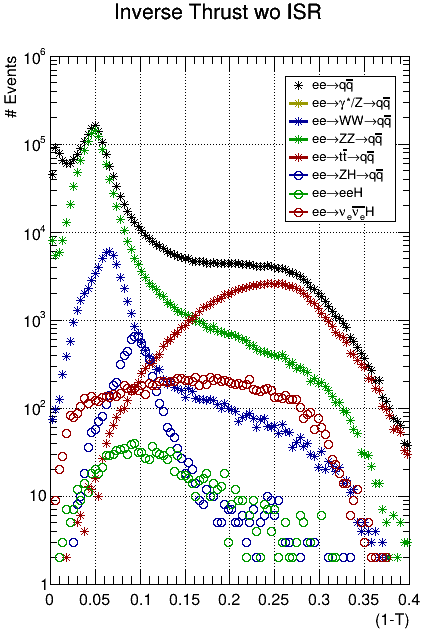 Inverse Thrust wo ISR
# Events
10⁶
10⁵
10⁴
10³
10²
10
1
ee→qq̅
ee→γ*/Z→qq̅
ee→WW→qq̅
ee→ZZ→qq̅
ee→tt̅→qq̅
ee→ZH→qq̅
ee→eeH
ee→νₑν̅ₑH
0 0.05 0.1 0.15 0.2 0.25 0.3 0.35 0.4
(1-T)